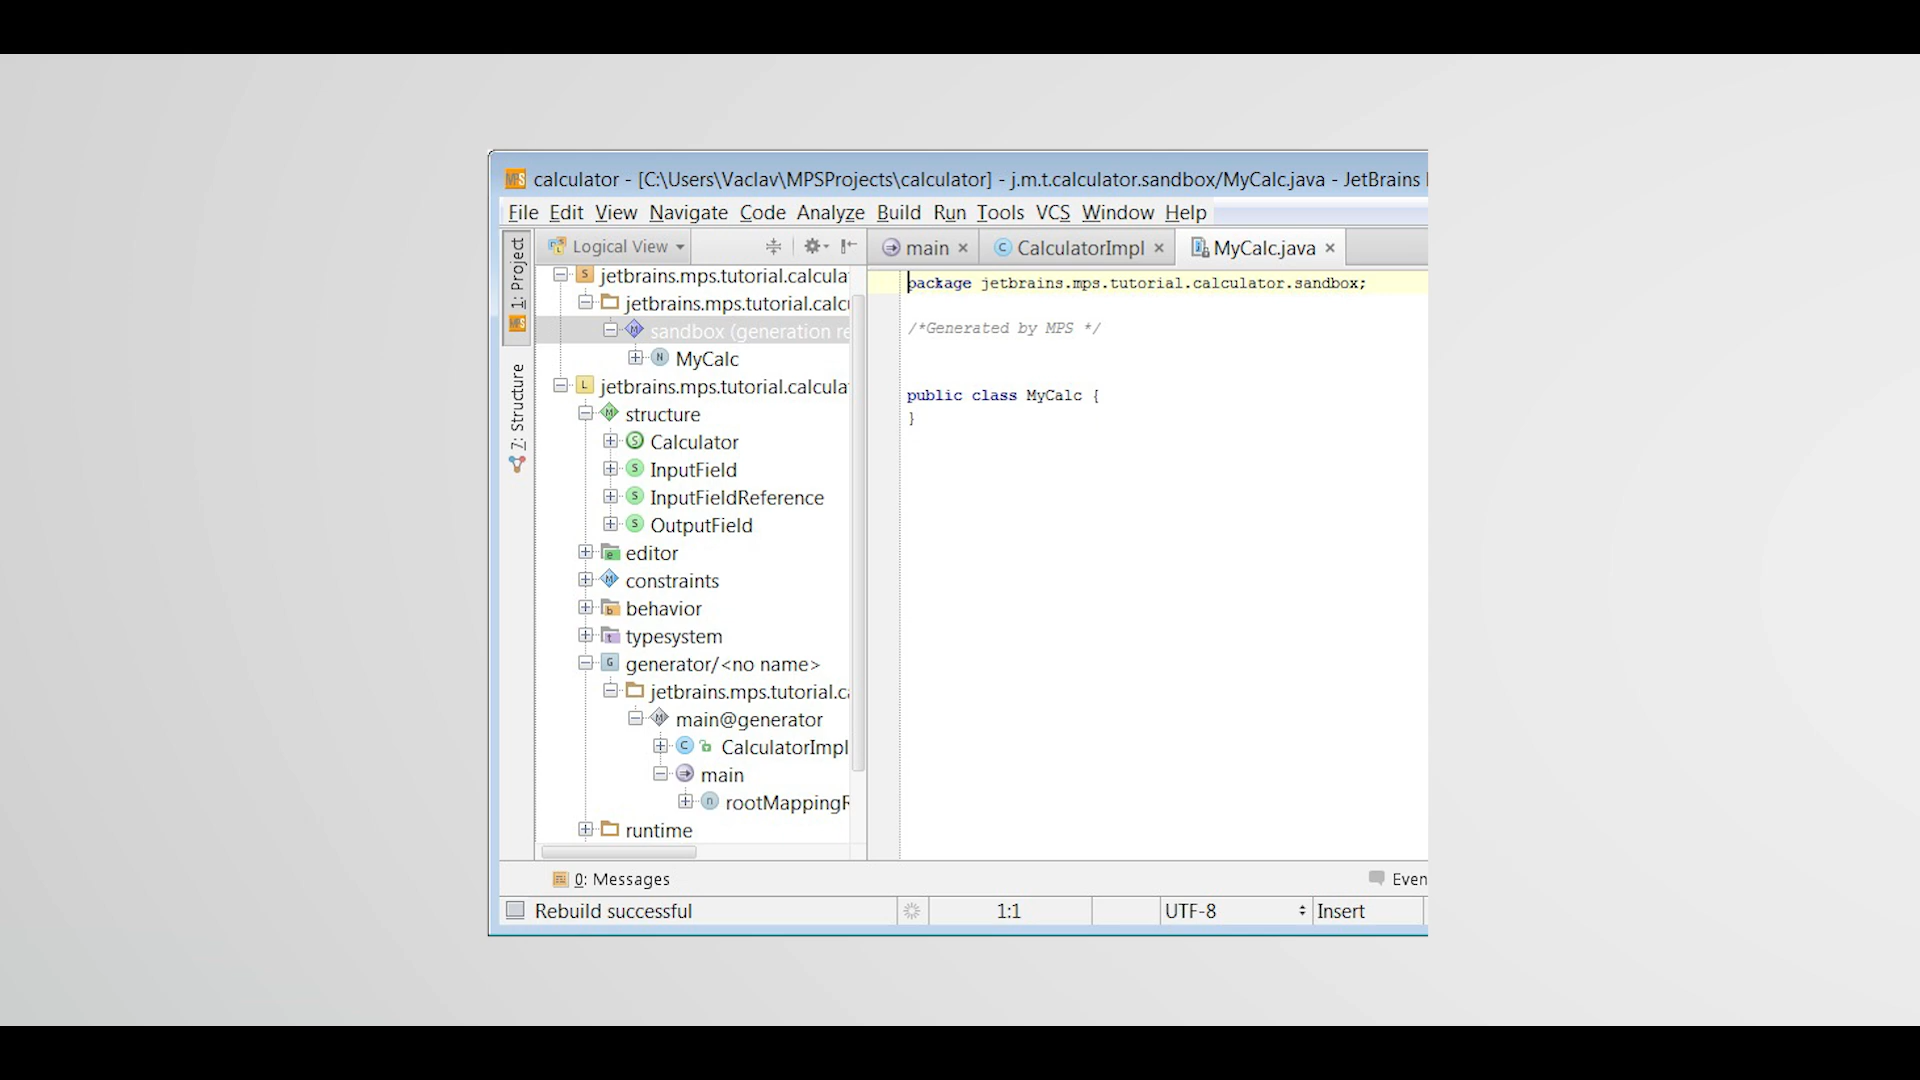 calculator - [C:\Users\Vaclav\MPSProjects\calculator] - j.m.t.calculator.sandbox/MyCalc.java - JetBrains
File Edit View Navigate Code Analyze Build Run Tools VCS Window Help
Logical View
main
CalculatorImpl
MyCalc.java
1: Project
7: Structure
jetbrains.mps.tutorial.calcula
jetbrains.mps.tutorial.calc
sandbox (generation re
MyCalc
jetbrains.mps.tutorial.calcula
structure
Calculator
InputField
InputFieldReference
OutputField
editor
constraints
behavior
typesystem
generator/<no name>
jetbrains.mps.tutorial.ca
main@generator
CalculatorImpl
main
rootMappingR
runtime
package jetbrains.mps.tutorial.calculator.sandbox;
/*Generated by MPS */
public class MyCalc {
}
0: Messages
Even
Rebuild successful
1:1
UTF-8
Insert